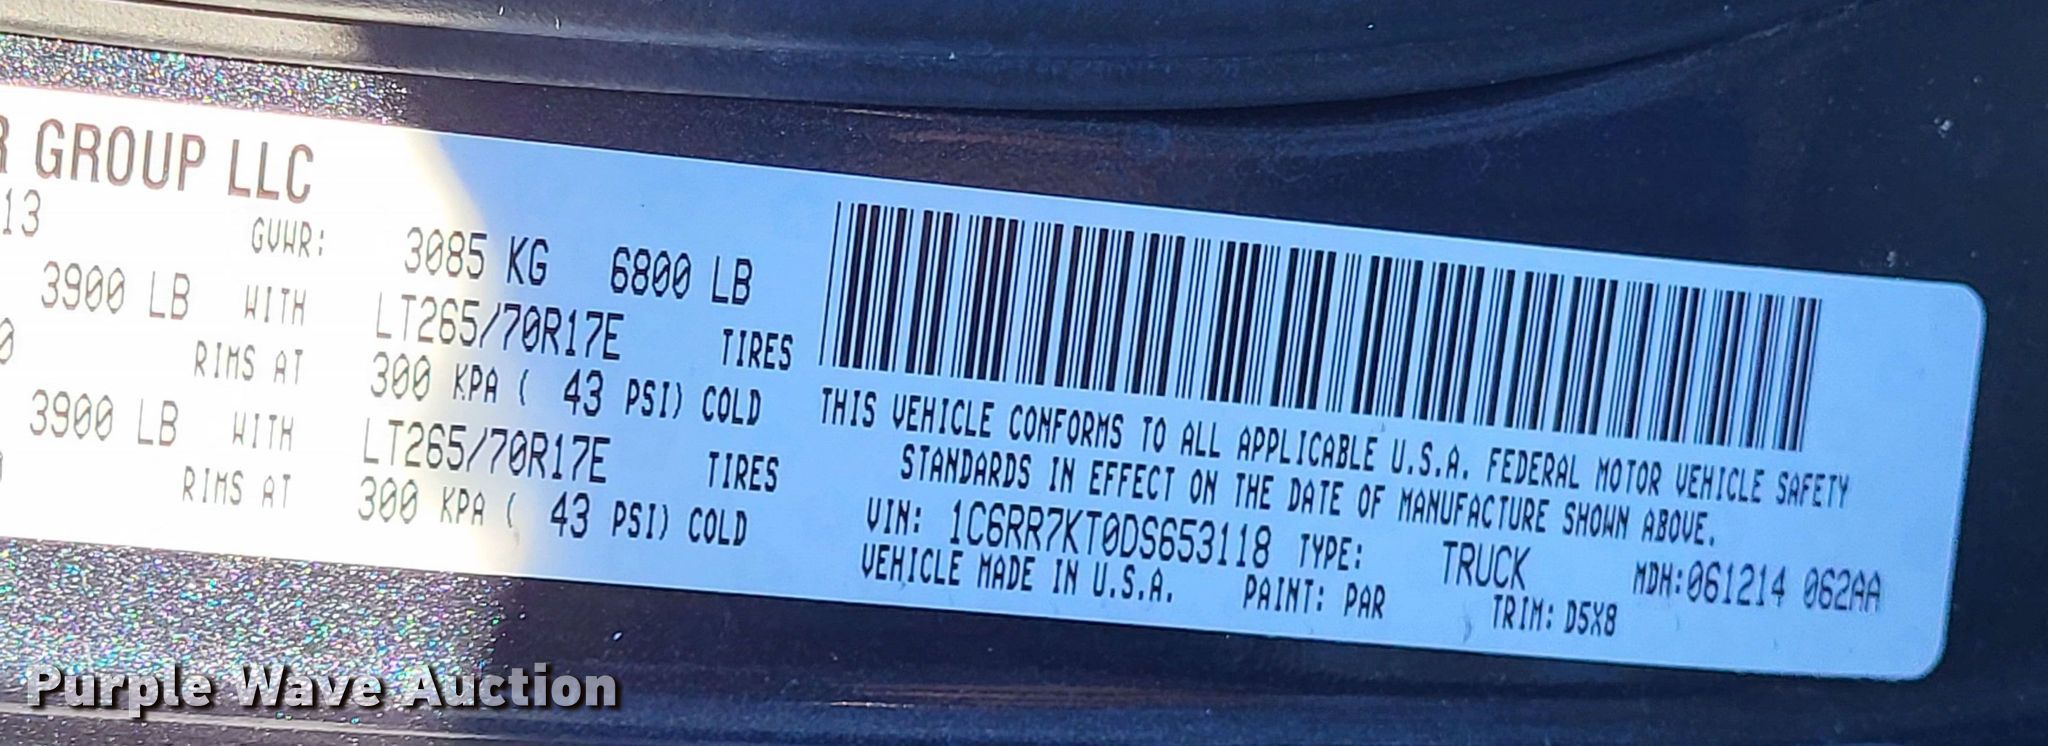 GROUP LLC
13 GVWR: 3085 KG 6800 LB
3900 LB WITH LT265/70R17E TIRES
RIMS AT 300 KPA ( 43 PSI) COLD
3900 LB WITH LT265/70R17E TIRES
RIMS AT 300 KPA ( 43 PSI) COLD
THIS VEHICLE CONFORMS TO ALL APPLICABLE U.S.A. FEDERAL MOTOR VEHICLE SAFETY
STANDARDS IN EFFECT ON THE DATE OF MANUFACTURE SHOWN ABOVE.
VIN: 1C6RR7KT0DS653118 TYPE: TRUCK MDH:061214 062AA
VEHICLE MADE IN U.S.A. PAINT: PAR TRIM: D5X8
Purple Wave Auction